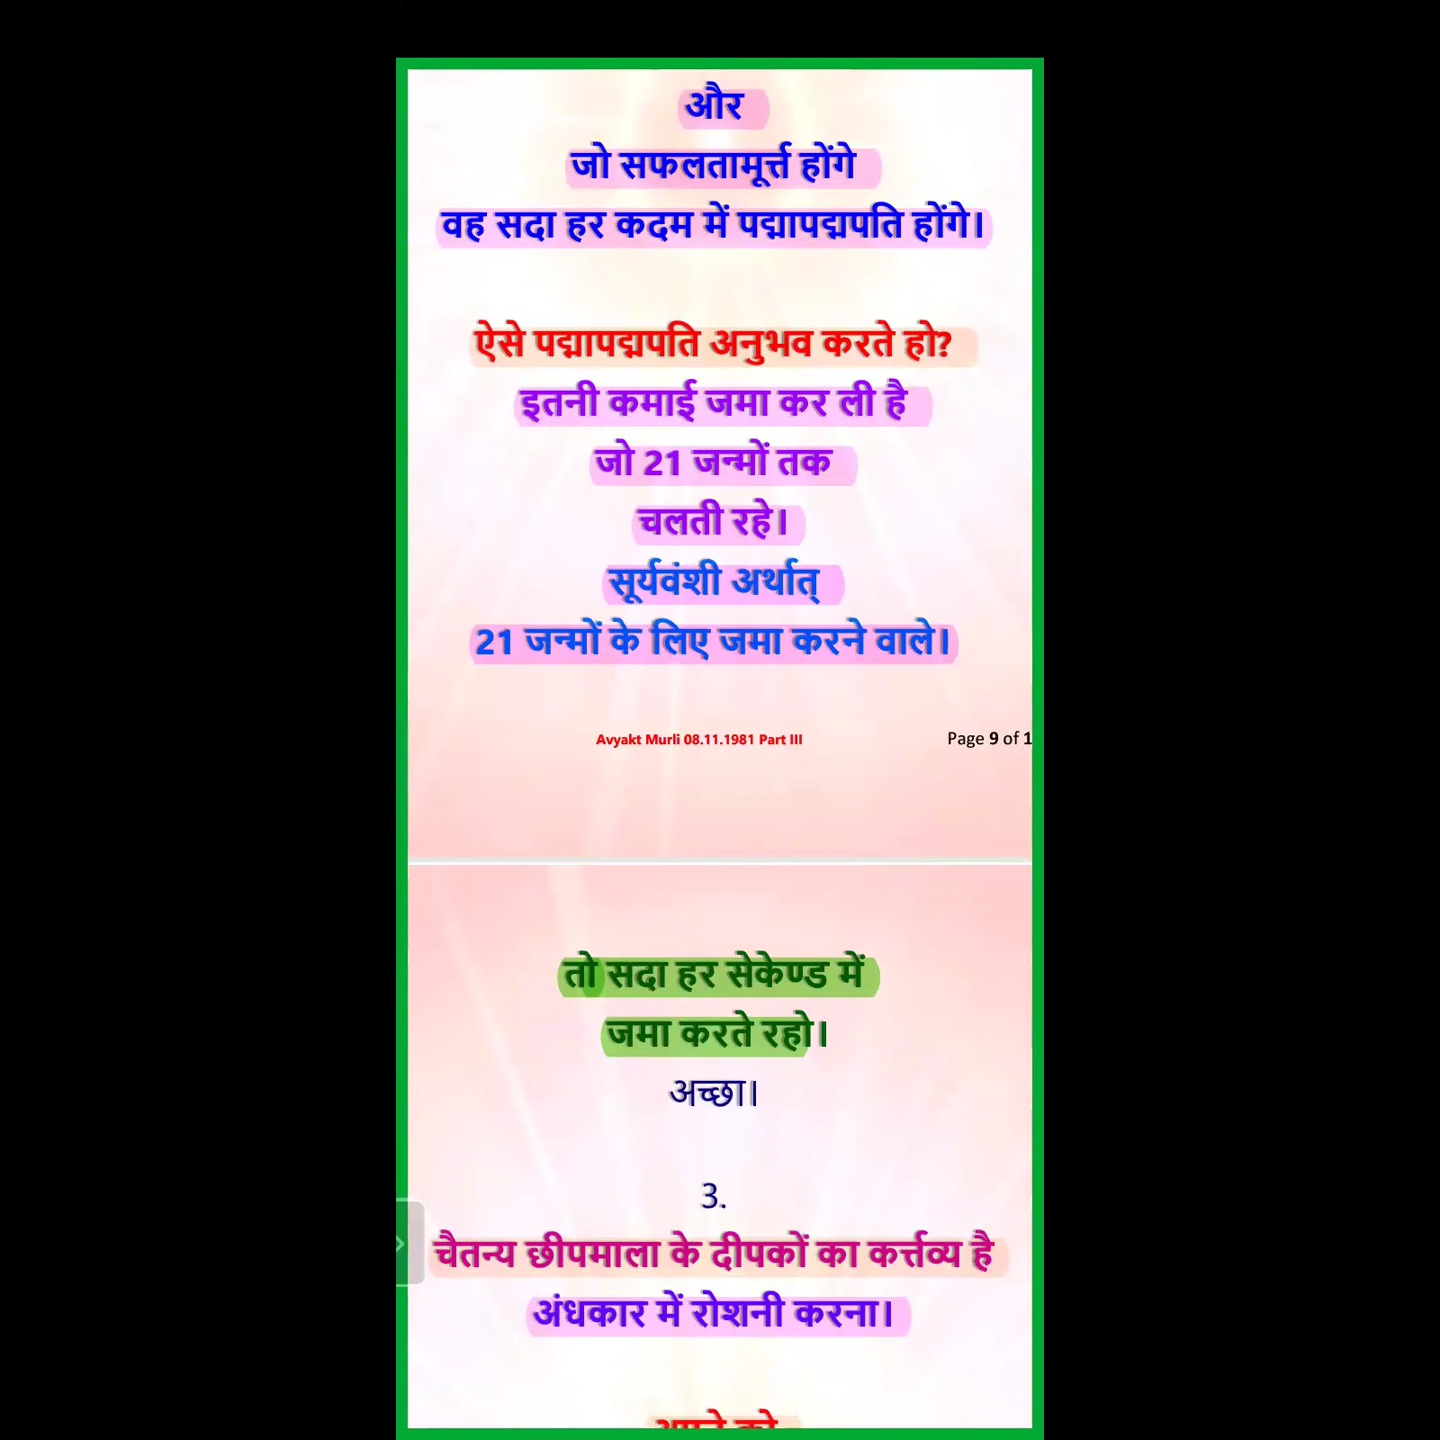 और
जो सफलतामूर्त्त होंगे
वह सदा हर कदम में पद्मापद्मपति होंगे।
ऐसे पद्मापद्मपति अनुभव करते हो?
इतनी कमाई जमा कर ली है
जो 21 जन्मों तक
चलती रहे।
सूर्यवंशी अर्थात्
21 जन्मों के लिए जमा करने वाले।
Avyakt Murli 08.11.1981 Part III
Page 9 of 1
तो सदा हर सेकेण्ड में
जमा करते रहो।
अच्छा।
3.
चैतन्य छीपमाला के दीपकों का कर्त्तव्य है
अंधकार में रोशनी करना।